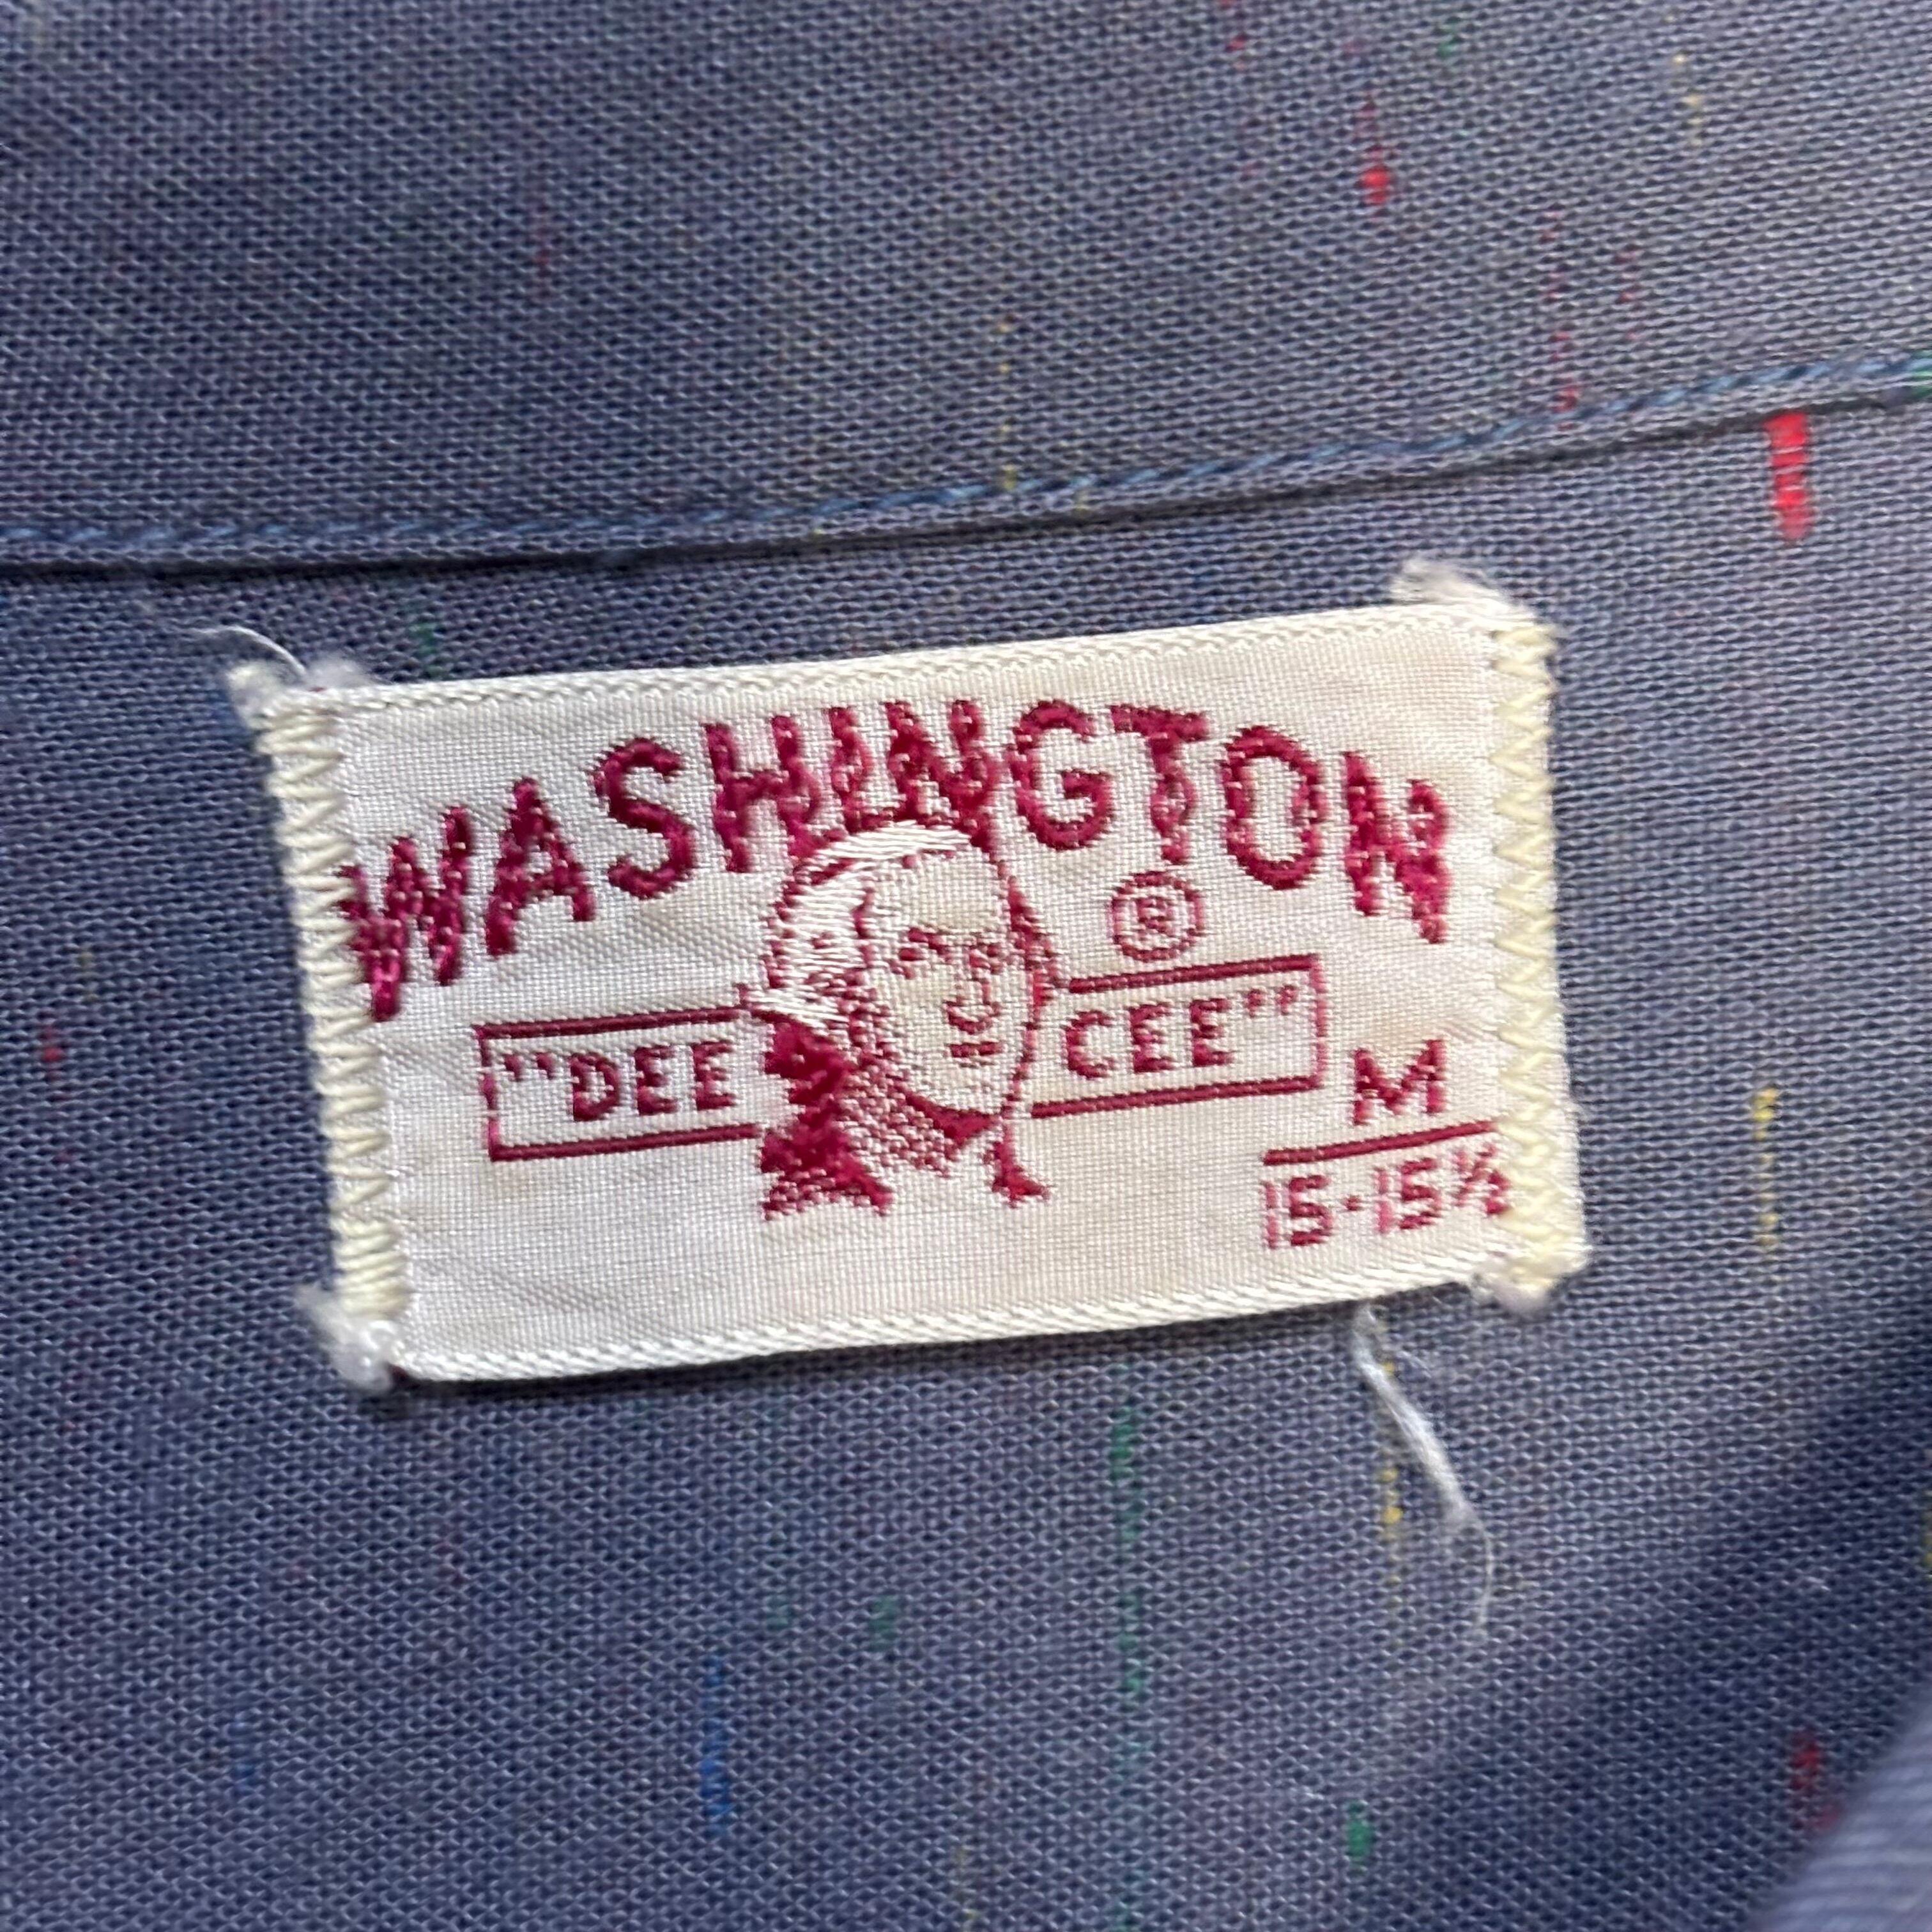 WASHINGTON
®
"DEE CEE"
M
15-15½